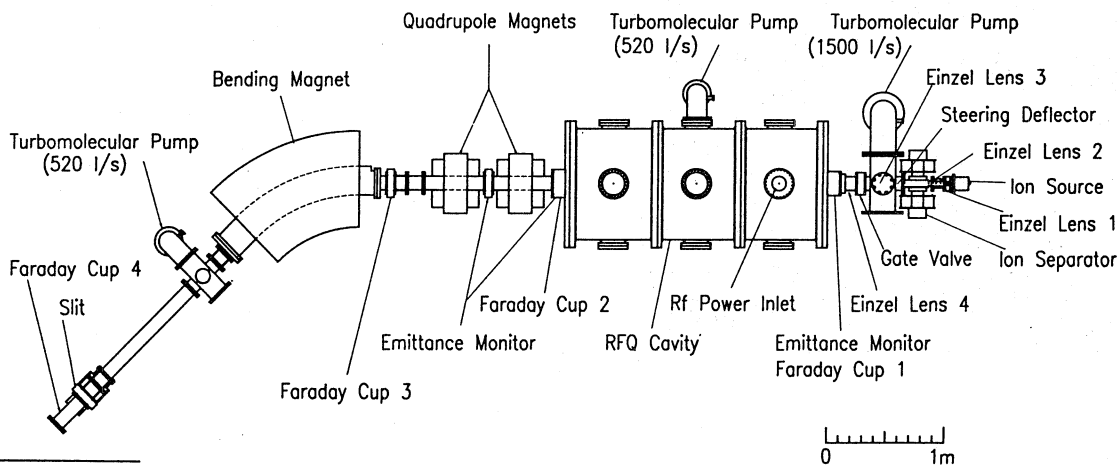 Quadrupole Magnets
Turbomolecular Pump
(520 l/s)
Turbomolecular Pump
(1500 l/s)
Bending Magnet
Einzel Lens 3
Steering Deflector
Turbomolecular Pump
(520 l/s)
Einzel Lens 2
Ion Source
Einzel Lens 1
Gate Valve
Ion Separator
Faraday Cup 4
Slit
Faraday Cup 2
Rf Power Inlet
Einzel Lens 4
Emittance Monitor
RFQ Cavity
Emittance Monitor
Faraday Cup 1
Faraday Cup 3
0 1m